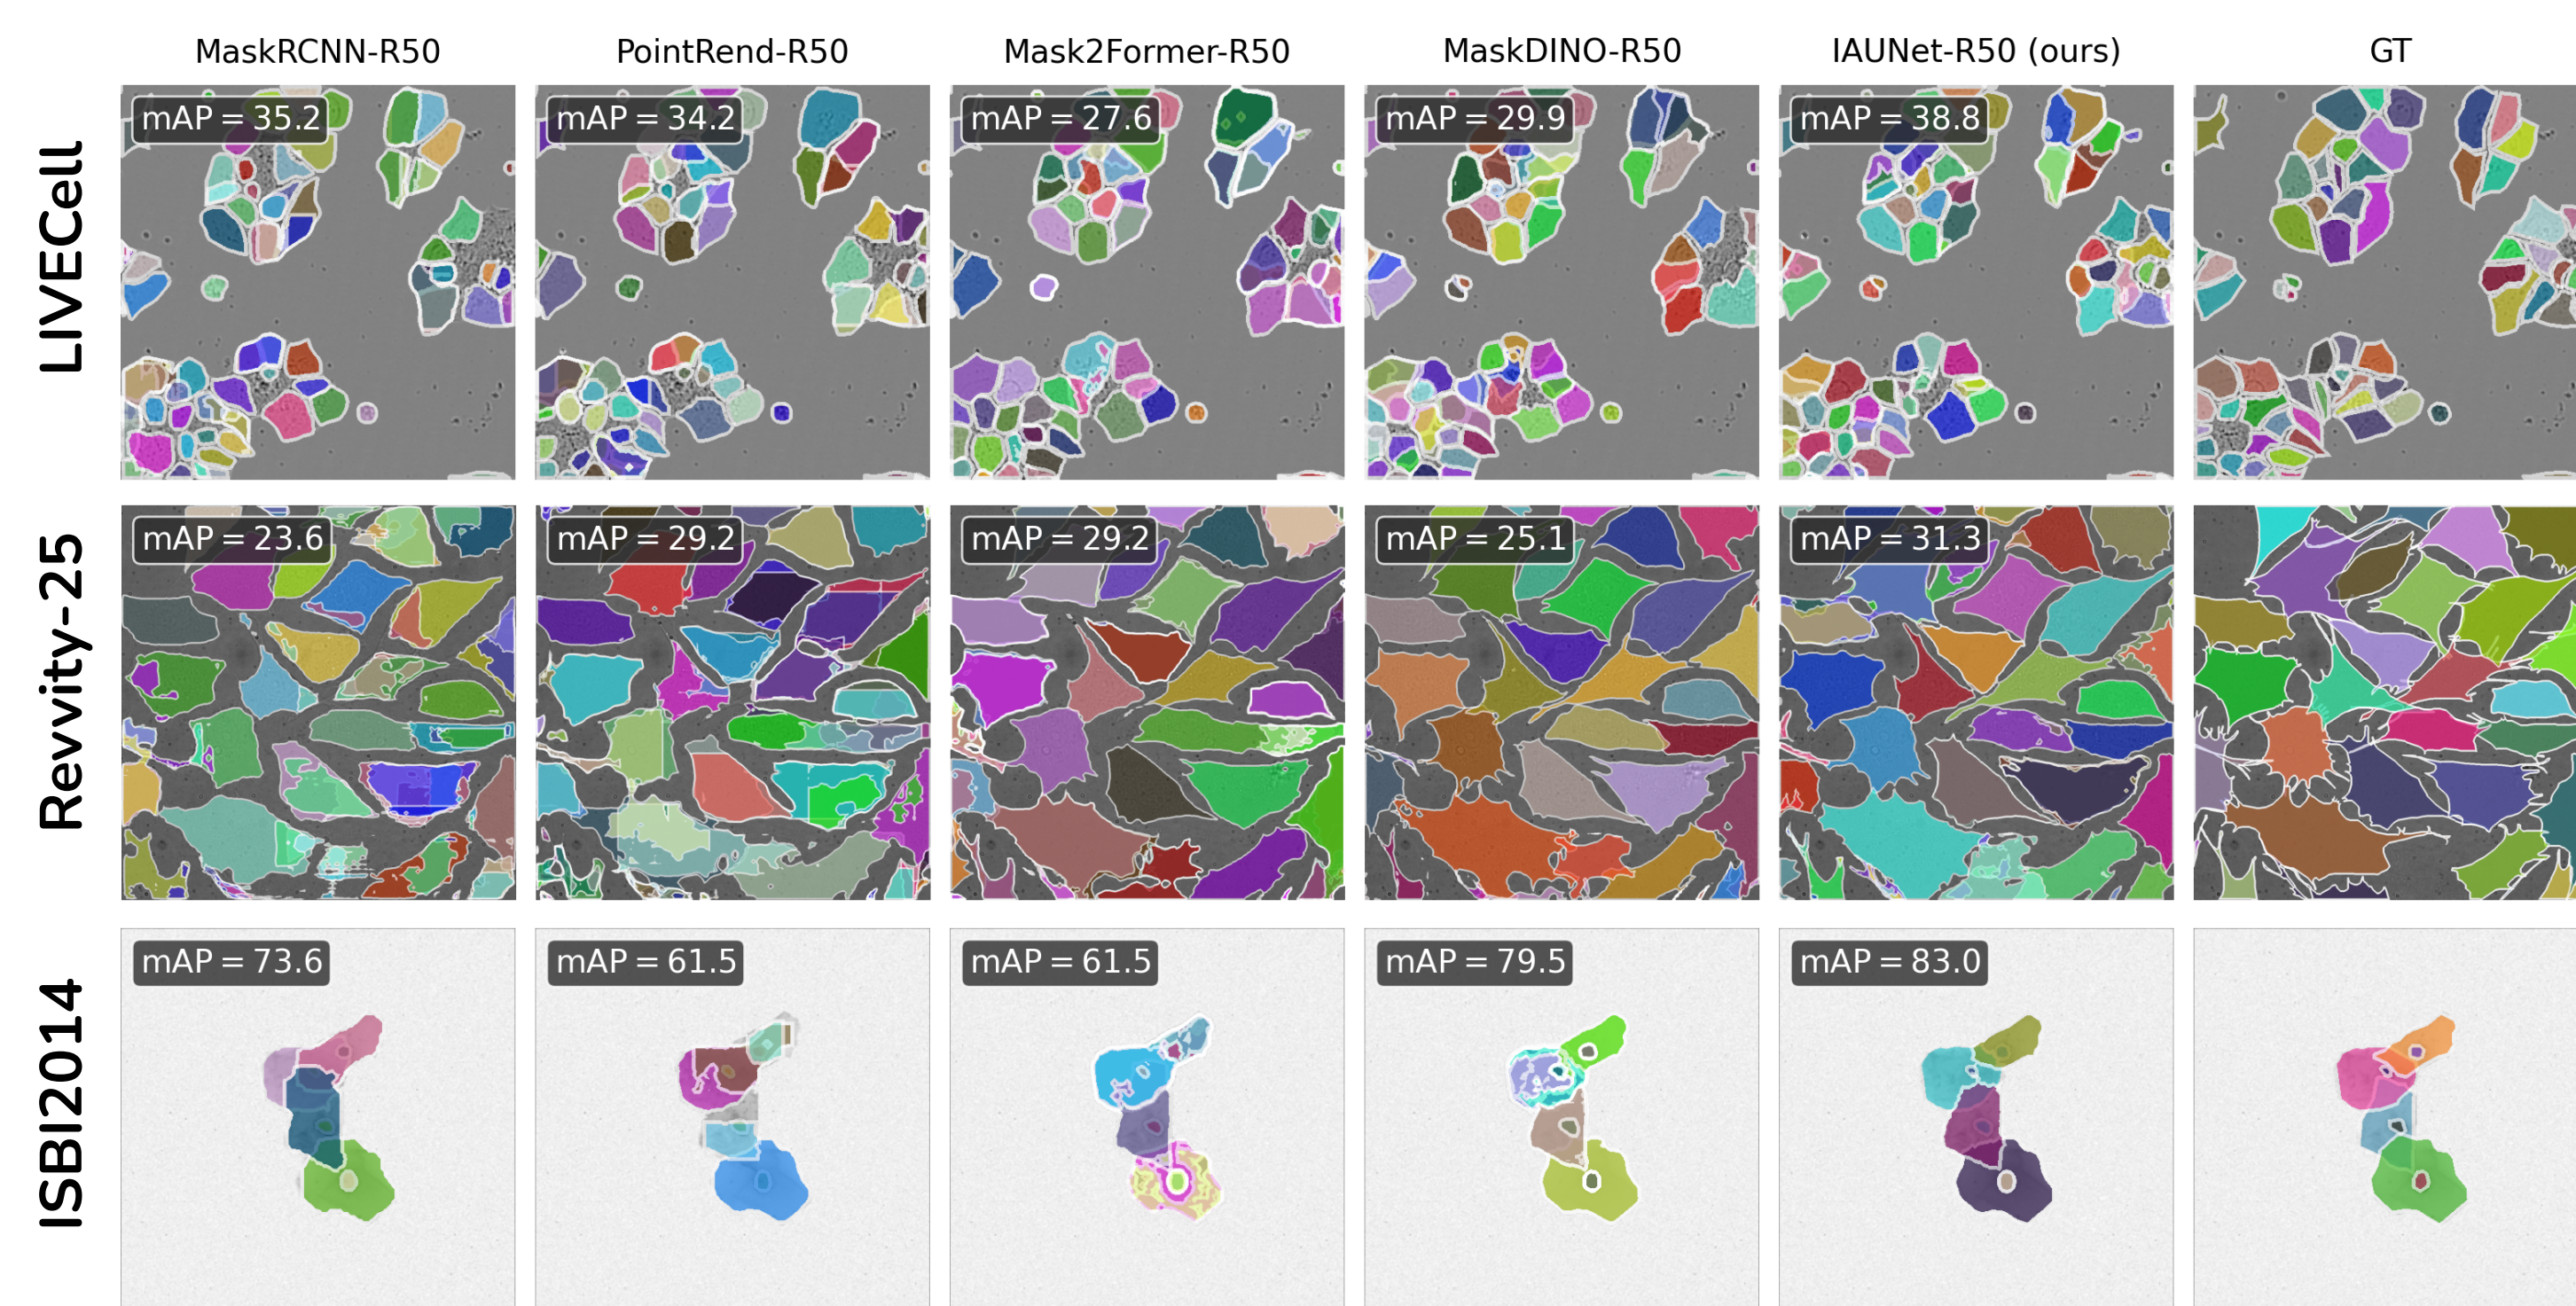 MaskRCNN-R50 PointRend-R50 Mask2Former-R50 MaskDINO-R50 IAUNet-R50 (ours) GT
LIVECell
mAP = 35.2 mAP = 34.2 mAP = 27.6 mAP = 29.9 mAP = 38.8
Revvity-25
mAP = 23.6 mAP = 29.2 mAP = 29.2 mAP = 25.1 mAP = 31.3
ISBI2014
mAP = 73.6 mAP = 61.5 mAP = 61.5 mAP = 79.5 mAP = 83.0